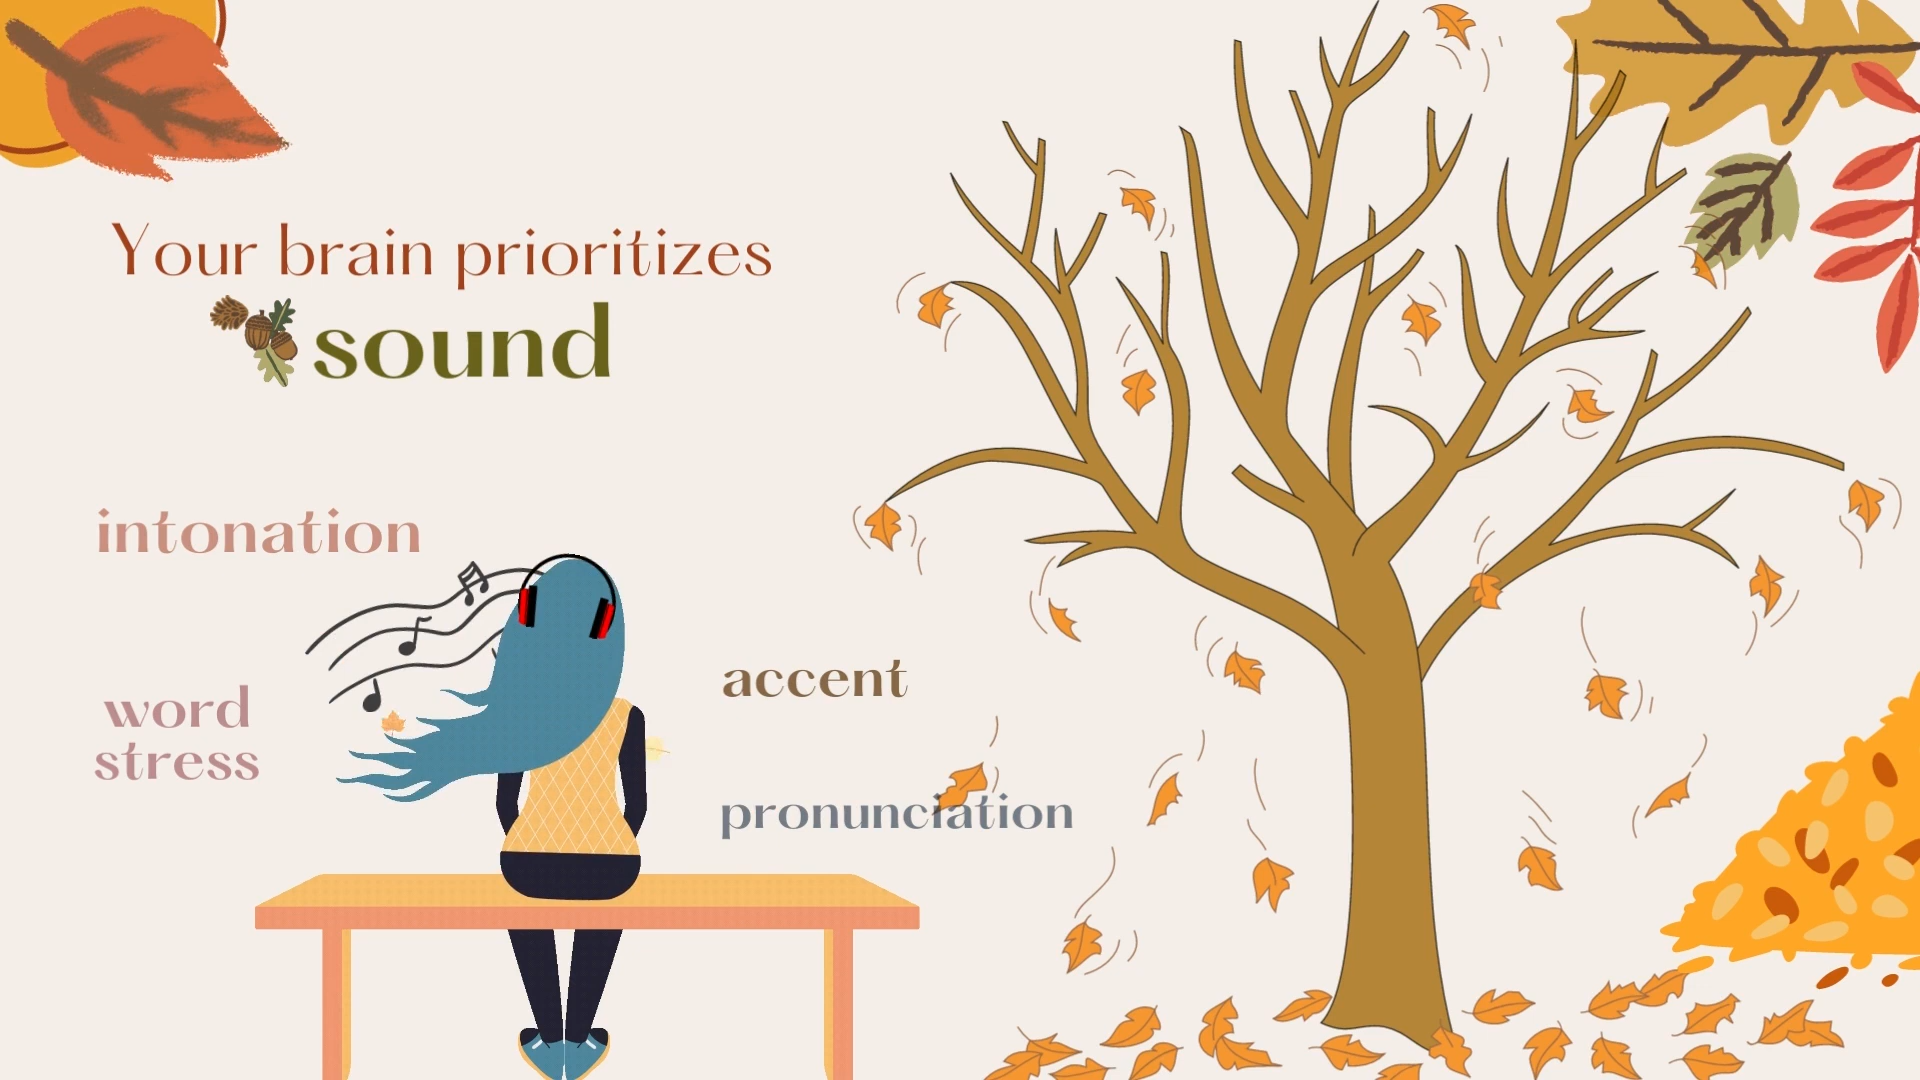 Your brain prioritizes
sound
intonation
word
stress
accent
pronunciation